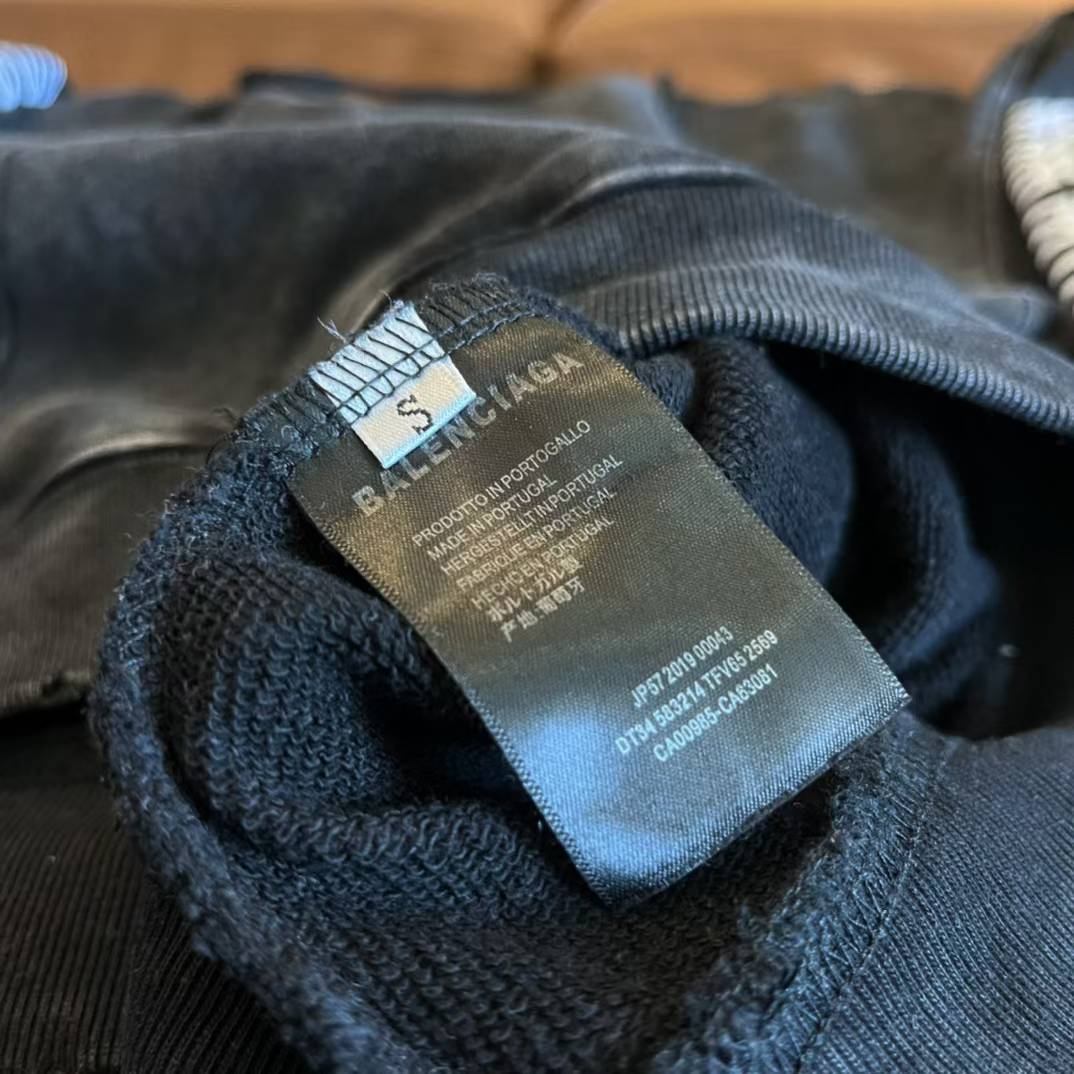 S
BALENCIAGA
PRODOTTO IN PORTOGALLO
MADE IN PORTUGAL
HERGESTELLT IN PORTUGAL
FABRIQUE EN PORTUGAL
HECHO EN PORTUGAL
ポルトガル製
产地:葡萄牙
JP57 2019 00043
DT34 583214 TFV65 2569
CA00985-CA63081